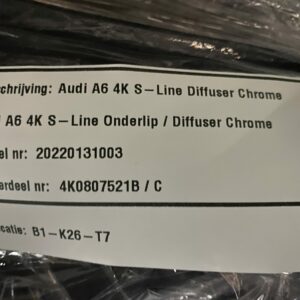 chrijving: Audi A6 4K S-Line Diffuser Chrome
A6 4K S-Line Onderlip / Diffuser Chrome
el nr: 20220131003
ardeel nr: 4K0807521B / C
catie: B1-K26-T7